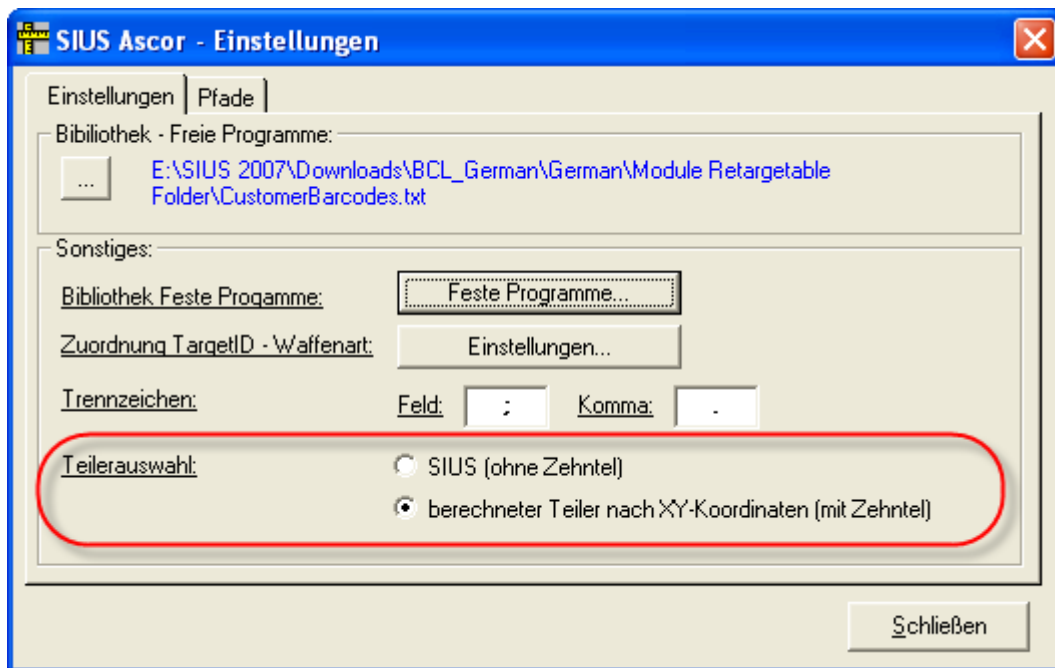 SIUS Ascor - Einstellungen
Einstellungen Pfade
Bibiliothek - Freie Programme:
... E:\SIUS 2007\Downloads\BCL_German\German\Module Retargetable
Folder\CustomerBarcodes.txt
Sonstiges:
Bibliothek Feste Progamme: Feste Programme...
Zuordnung TargetID - Waffenart: Einstellungen...
Trennzeichen: Feld: ; Komma: .
Teilerauswahl: SIUS (ohne Zehntel)
berechneter Teiler nach XY-Koordinaten (mit Zehntel)
Schließen